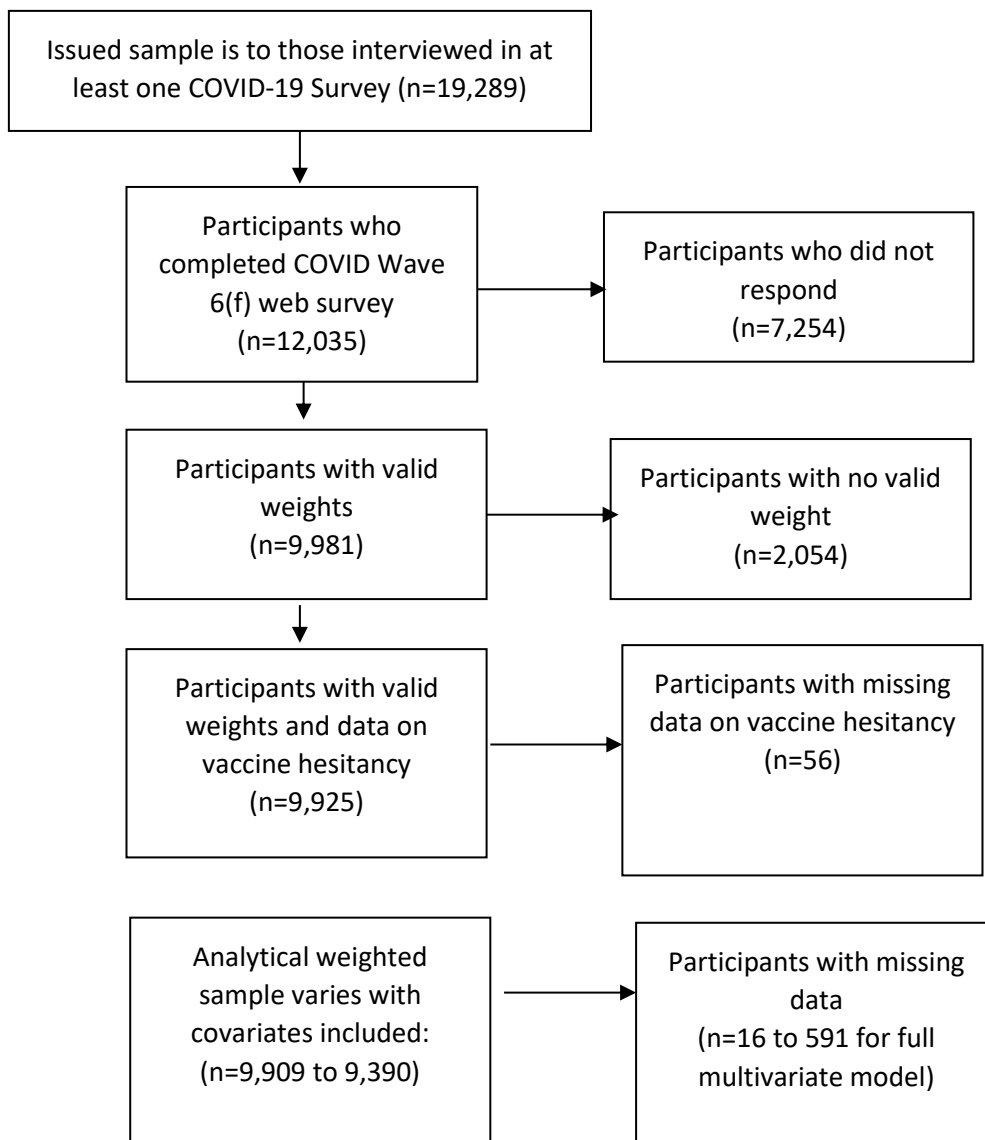 Issued sample is to those interviewed in at
least one COVID-19 Survey (n=19,289)
Participants who
completed COVID Wave
6(f) web survey
(n=12,035)
Participants who did not
respond
(n=7,254)
Participants with valid
weights
(n=9,981)
Participants with no valid
weight
(n=2,054)
Participants with valid
weights and data on
vaccine hesitancy
(n=9,925)
Participants with missing
data on vaccine hesitancy
(n=56)
Analytical weighted
sample varies with
covariates included:
(n=9,909 to 9,390)
Participants with missing
data
(n=16 to 591 for full
multivariate model)